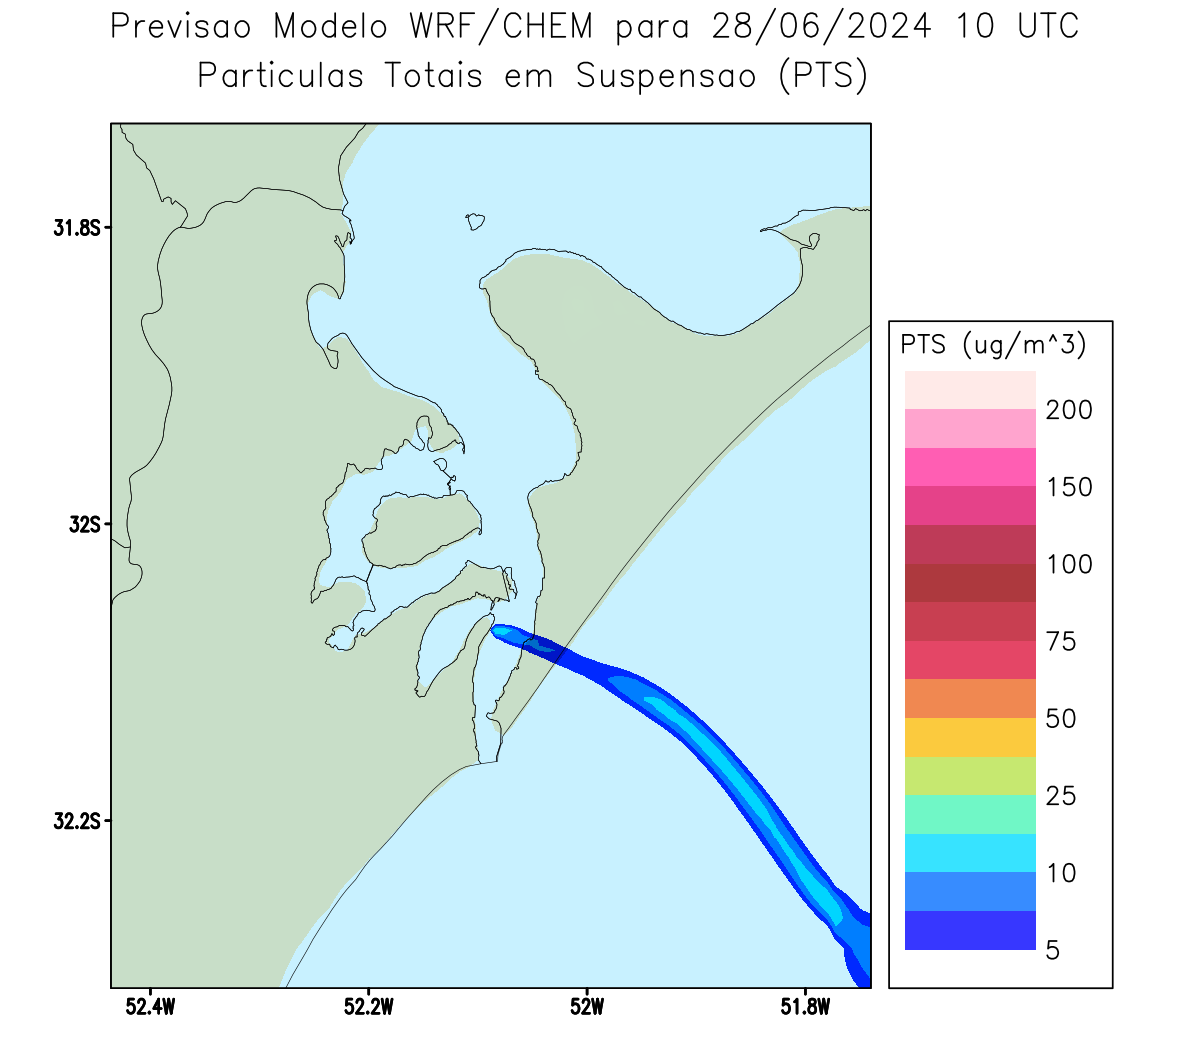 Previsao Modelo WRF/CHEM para 28/06/2024 10 UTC
Particulas Totais em Suspensao (PTS)
31.8S
32S
32.2S
52.4W
52.2W
52W
51.8W
PTS (ug/m^3)
200
150
100
75
50
25
10
5